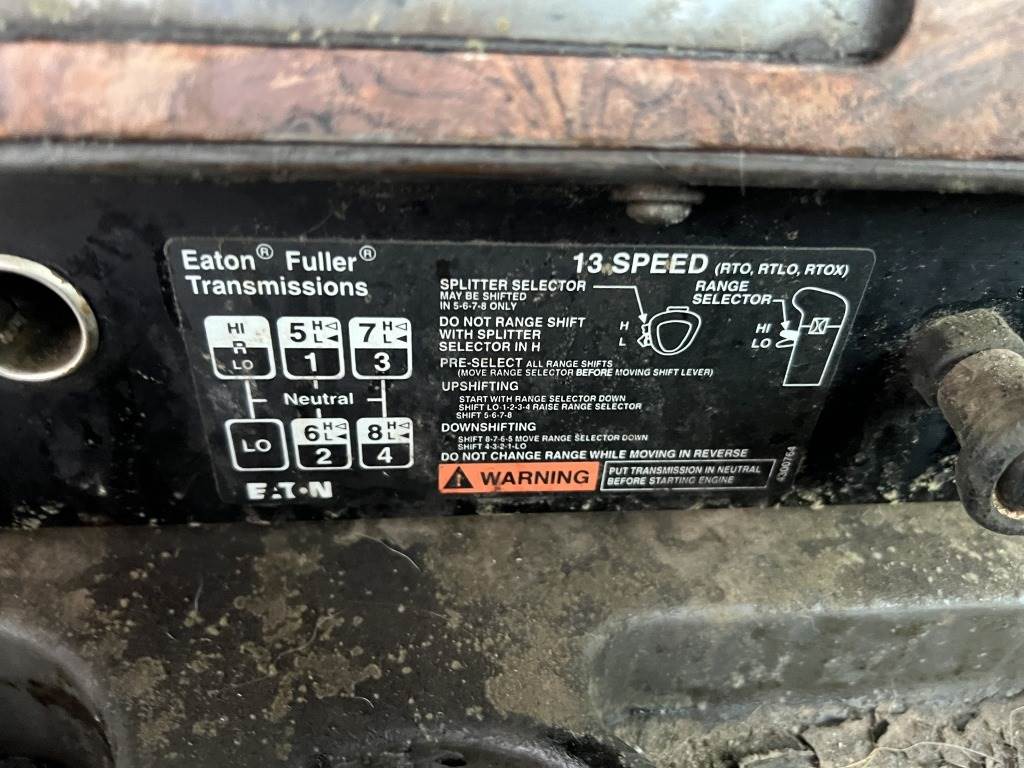 Eaton® Fuller®
Transmissions
HI
R
LO
5 H L
1
7 H L
3
Neutral
LO
6 H L
2
8 H L
4
EATON
13 SPEED (RTO, RTLO, RTOX)
SPLITTER SELECTOR
MAY BE SHIFTED
IN 5-6-7-8 ONLY
H
L
RANGE
SELECTOR
HI
LO
DO NOT RANGE SHIFT
WITH SPLITTER
SELECTOR IN H
PRE-SELECT ALL RANGE SHIFTS
(MOVE RANGE SELECTOR BEFORE MOVING SHIFT LEVER)
UPSHIFTING
START WITH RANGE SELECTOR DOWN
SHIFT LO-1-2-3-4 RAISE RANGE SELECTOR
SHIFT 5-6-7-8
DOWNSHIFTING
SHIFT 8-7-6-5 MOVE RANGE SELECTOR DOWN
SHIFT 4-3-2-1-LO
DO NOT CHANGE RANGE WHILE MOVING IN REVERSE
WARNING
PUT TRANSMISSION IN NEUTRAL
BEFORE STARTING ENGINE